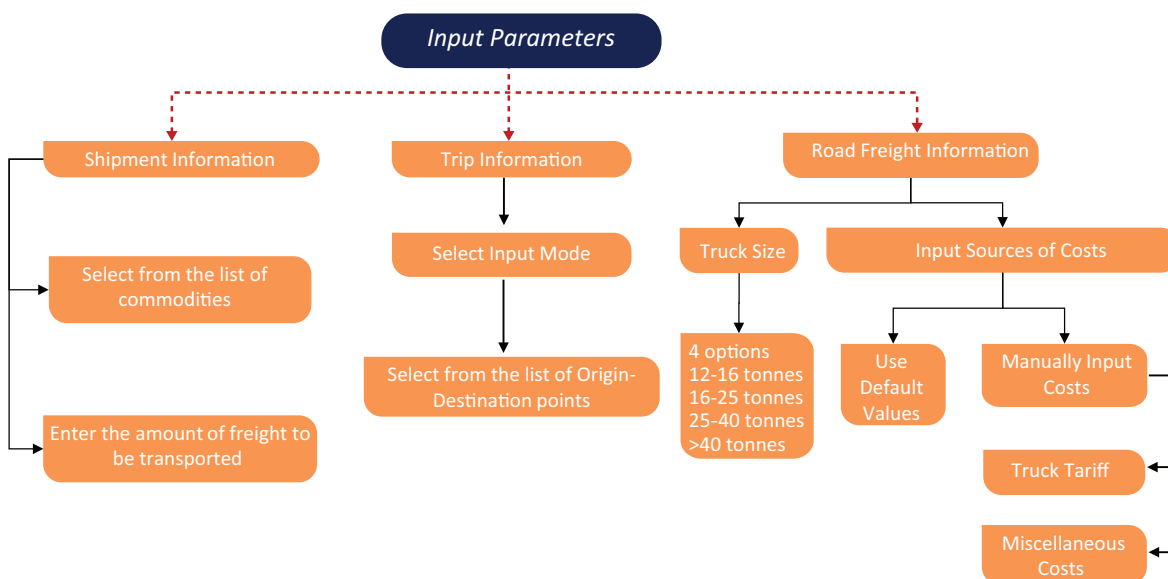 Input Parameters
Shipment Information
Select from the list of
commodities
Enter the amount of freight to
be transported
Trip Information
Select Input Mode
Select from the list of Origin-
Destination points
Road Freight Information
Truck Size
4 options
12-16 tonnes
16-25 tonnes
25-40 tonnes
>40 tonnes
Input Sources of Costs
Use
Default
Values
Manually Input
Costs
Truck Tariff
Miscellaneous
Costs